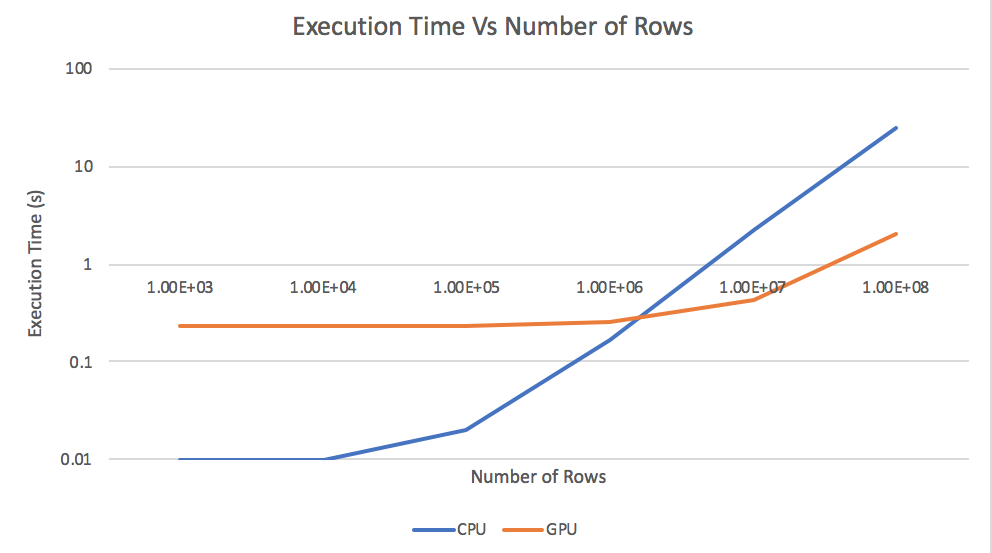 Execution Time Vs Number of Rows
100
10
1
0.1
0.01
Execution Time (s)
1.00E+03 1.00E+04 1.00E+05 1.00E+06 1.00E+07 1.00E+08
Number of Rows
CPU GPU